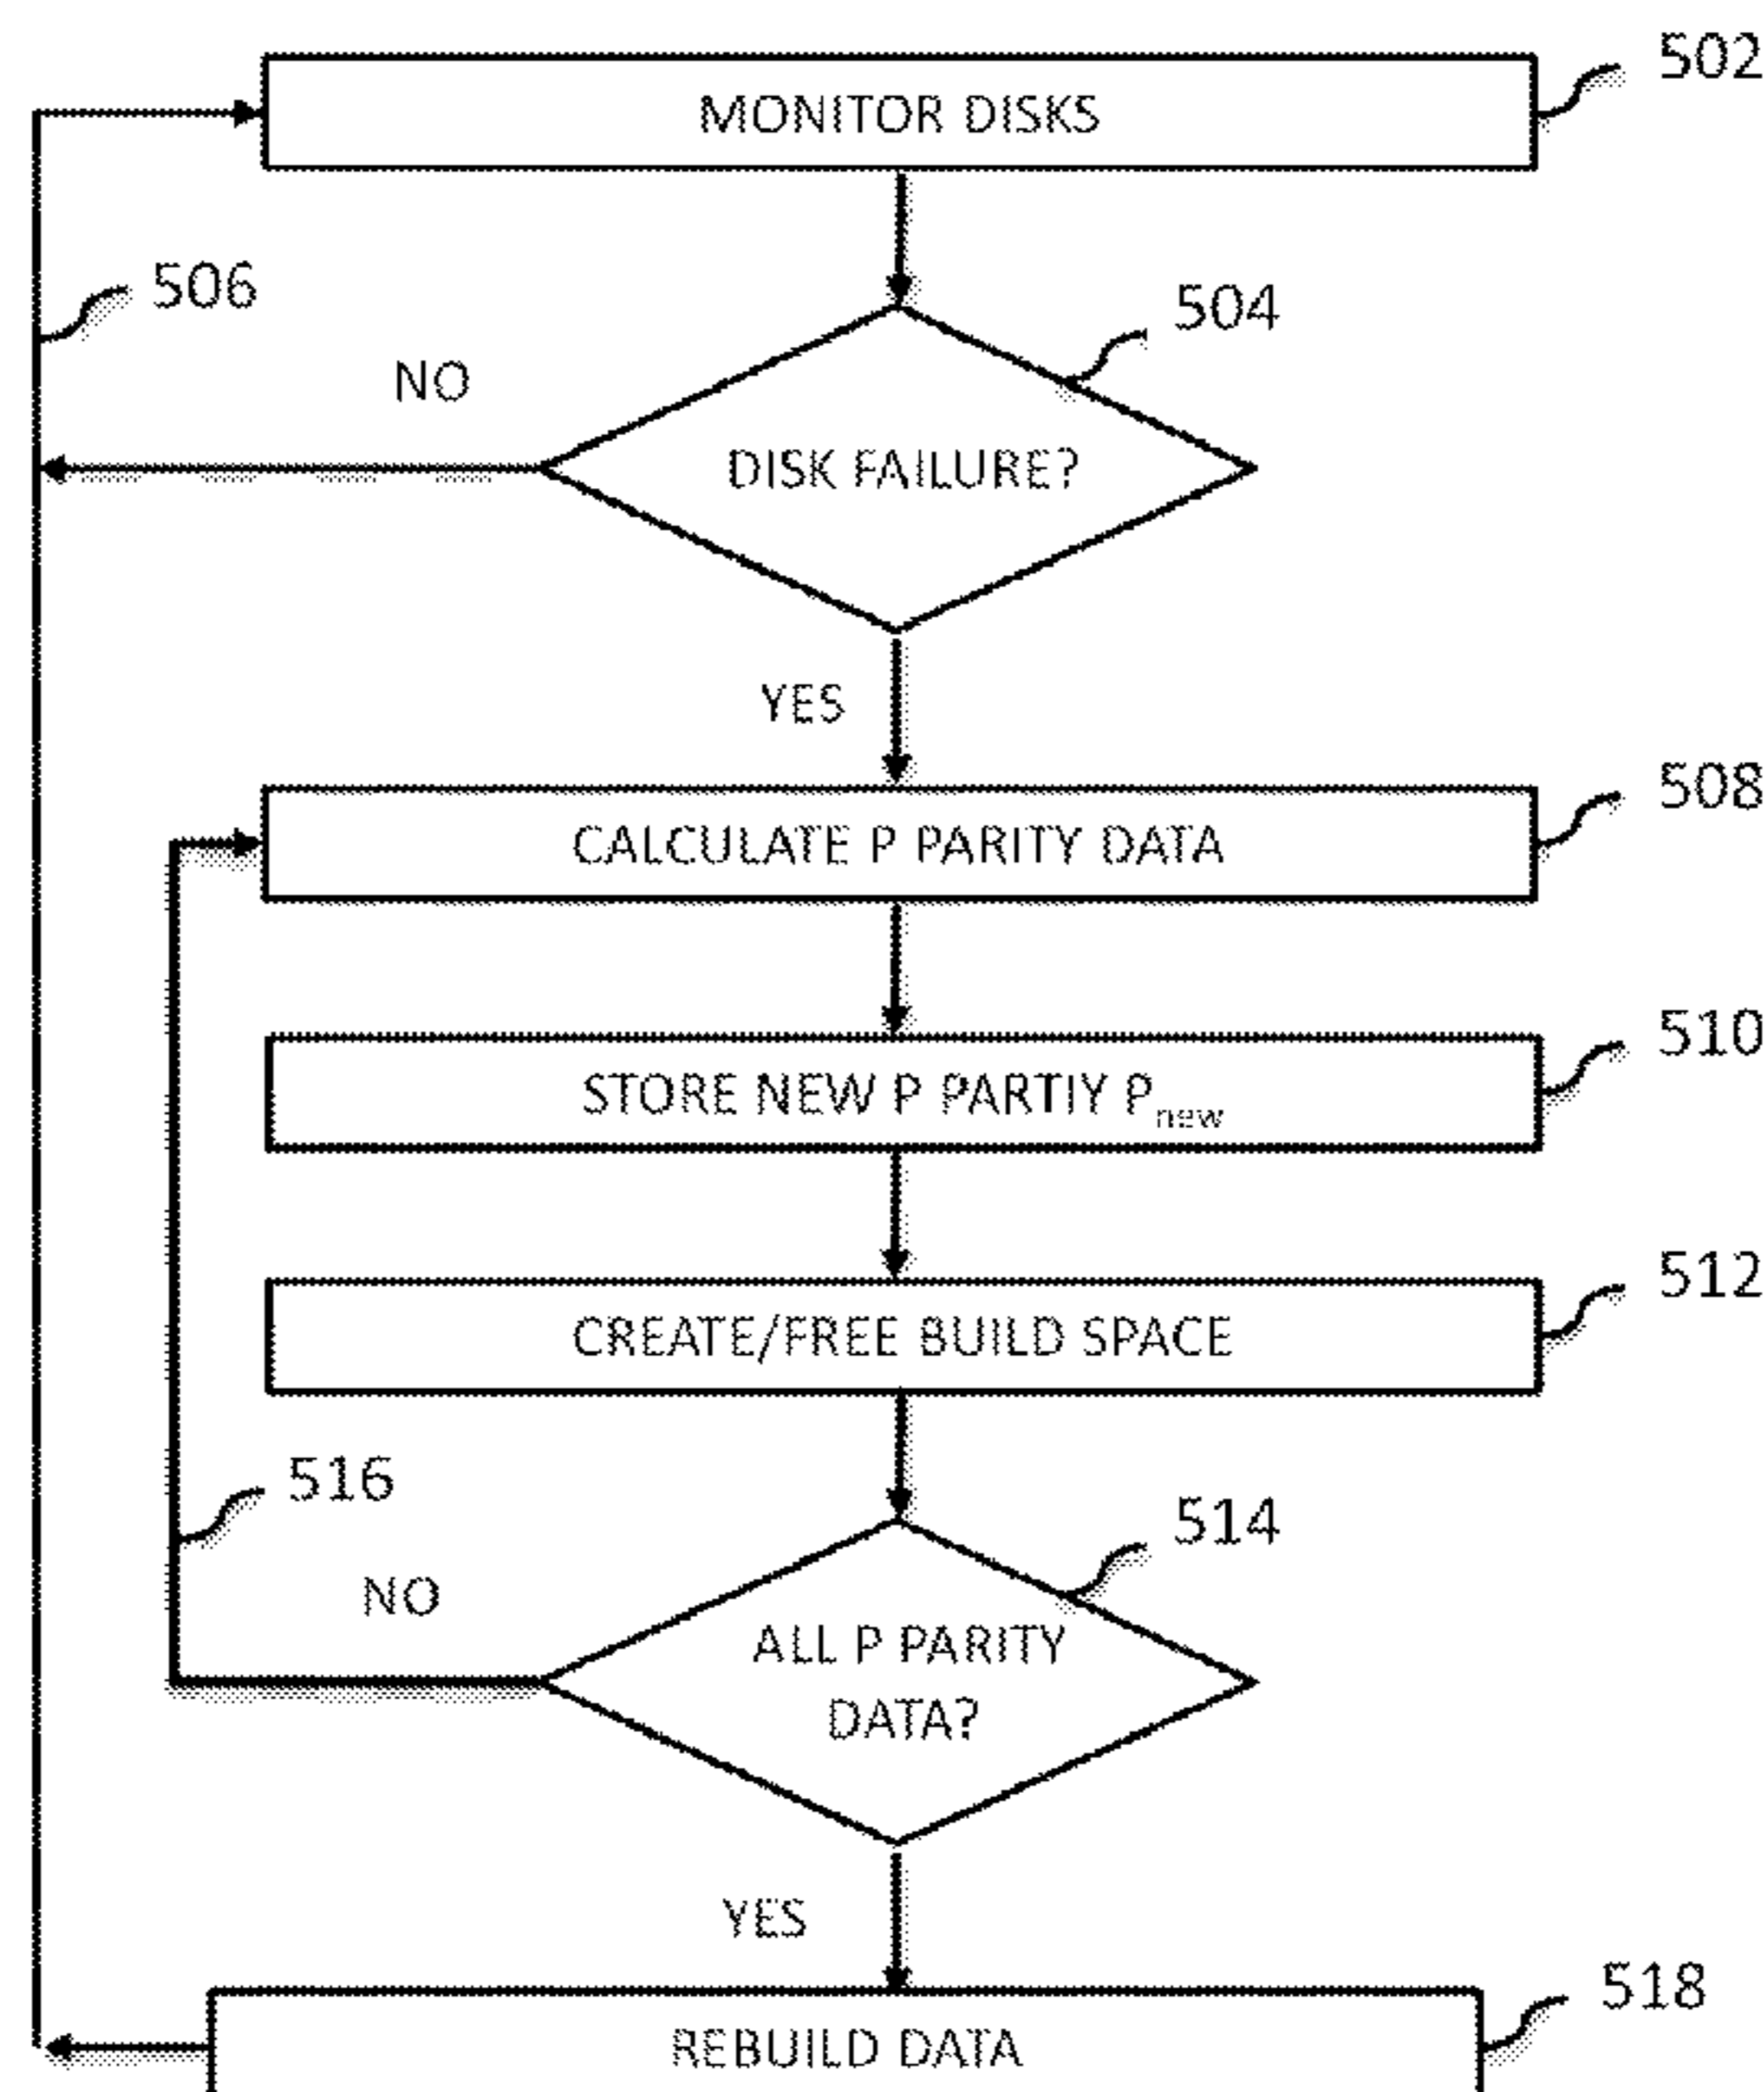 502
MONITOR DISKS
506
504
NO
DISK FAILURE?
YES
508
CALCULATE P PARITY DATA
510
STORE NEW P PARTIY Pnew
512
CREATE/FREE BUILD SPACE
516
514
NO
ALL P PARITY
DATA?
YES
518
REBUILD DATA